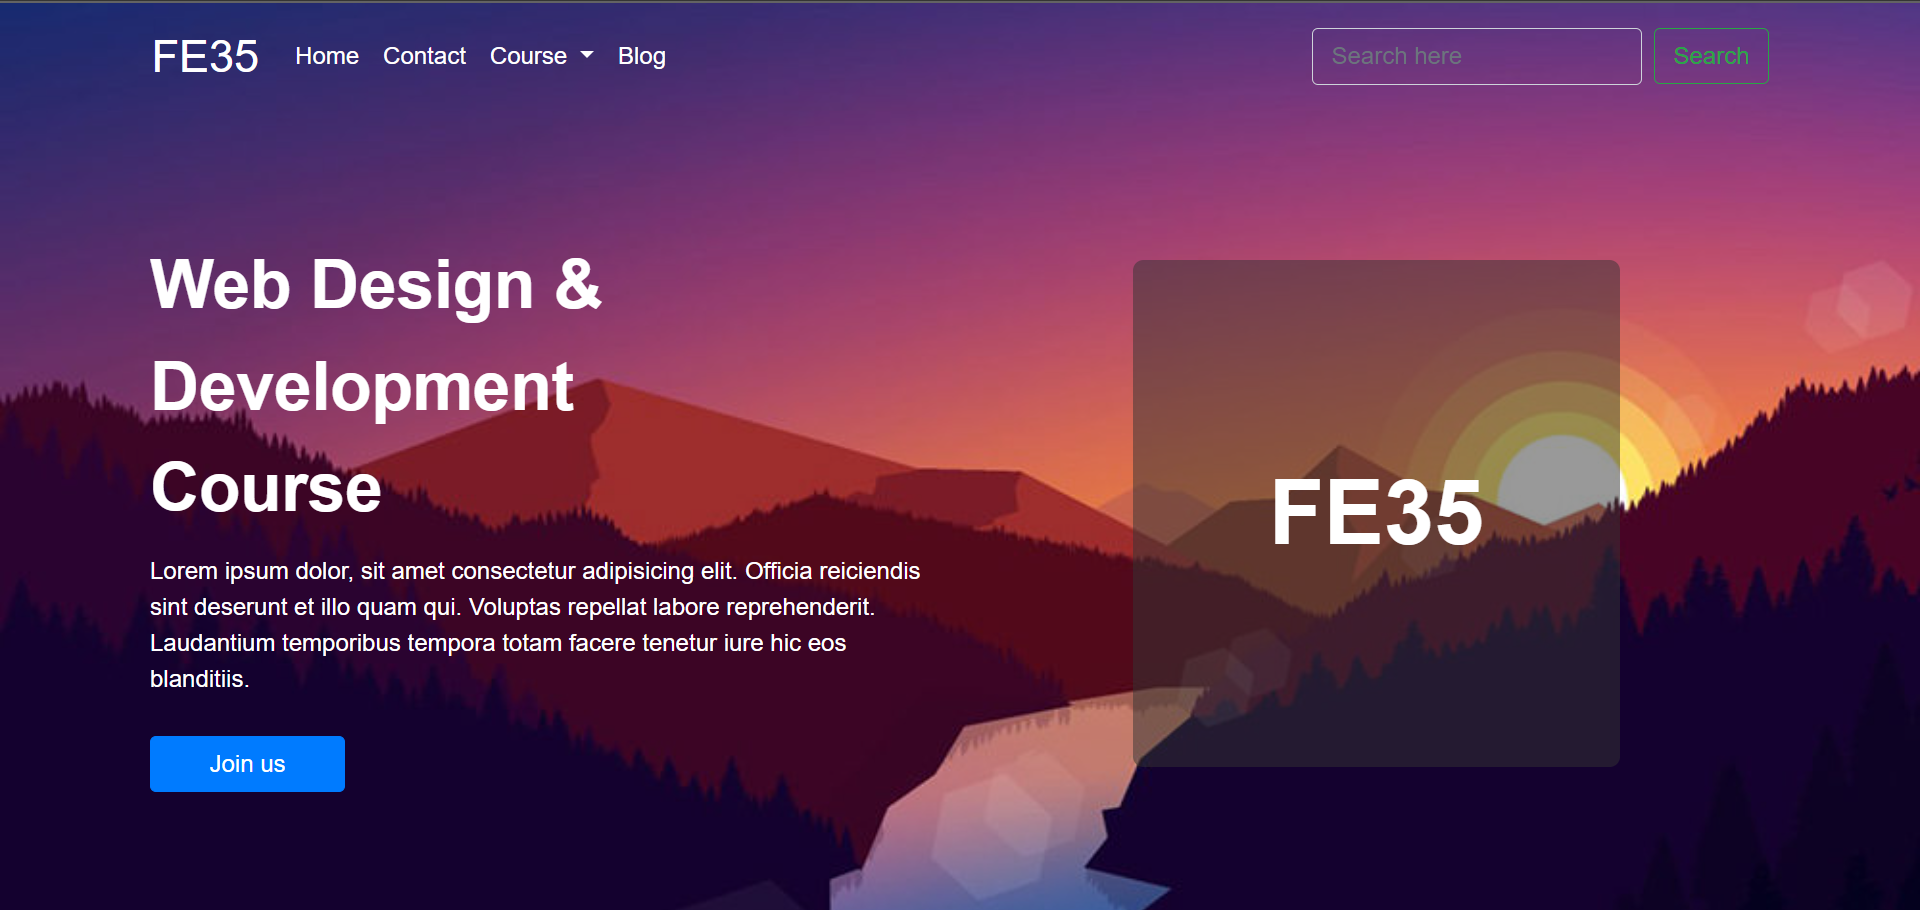 FE35 Home Contact Course Blog Search here Search
Web Design &
Development
Course
Lorem ipsum dolor, sit amet consectetur adipisicing elit. Officia reiciendis
sint deserunt et illo quam qui. Voluptas repellat labore reprehenderit.
Laudantium temporibus tempora totam facere tenetur iure hic eos
blanditiis.
Join us
FE35